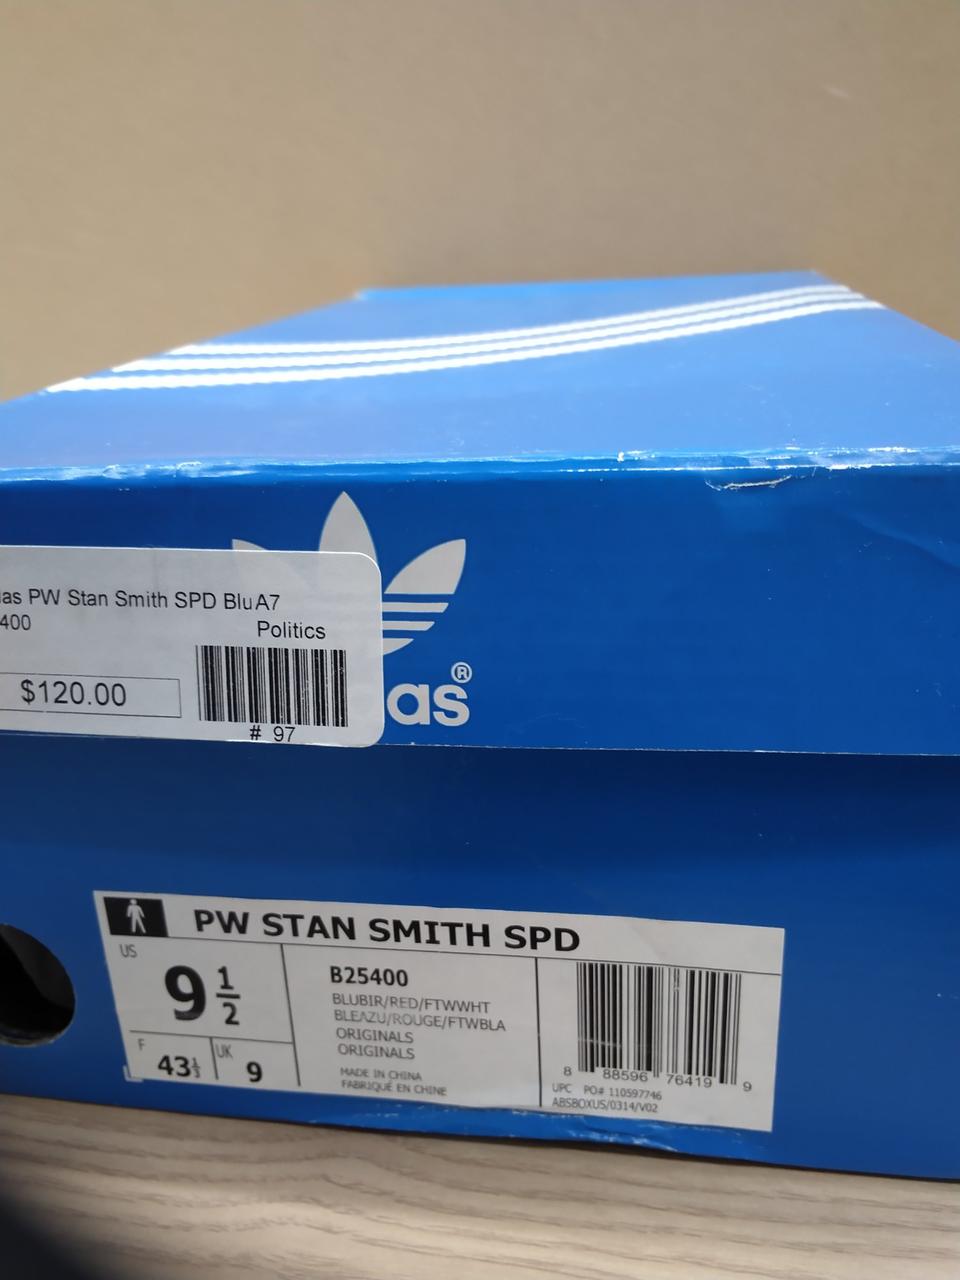 as PW Stan Smith SPD BluA7
400
Politics
$120.00
# 97
as®
PW STAN SMITH SPD
US
9 1/2
F
43 1/3
UK
9
B25400
BLUBIR/RED/FTWWHT
BLEAZU/ROUGE/FTWBLA
ORIGINALS
ORIGINALS
MADE IN CHINA
FABRIQUÉ EN CHINE
8 88596 76419 9
UPC PO# 110597746
ABSBOXUS/0314/V02